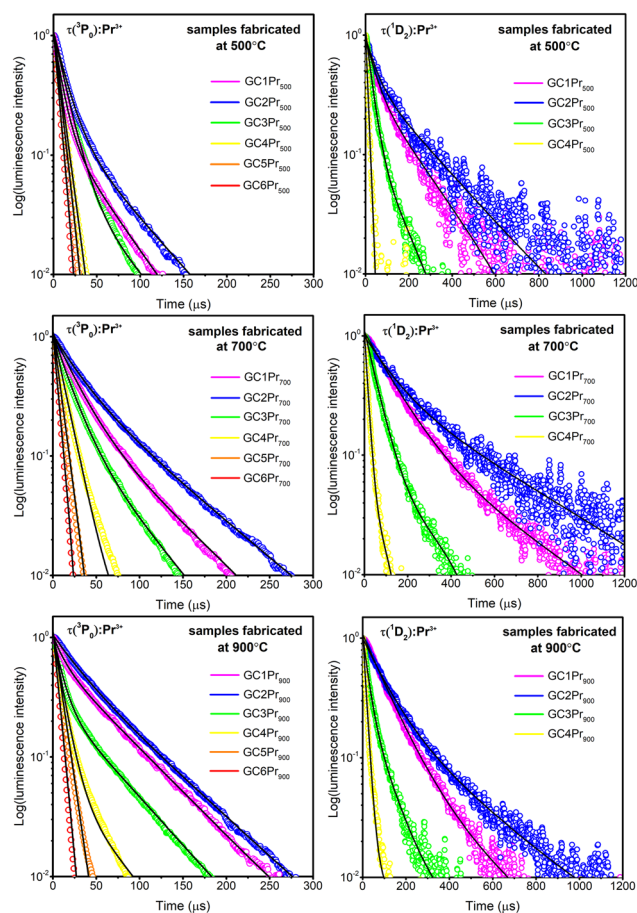 τ(³P₀):Pr³⁺
samples fabricated
at 500°C
GC1Pr₅₀₀
GC2Pr₅₀₀
GC3Pr₅₀₀
GC4Pr₅₀₀
GC5Pr₅₀₀
GC6Pr₅₀₀
Log(luminescence intensity)
10⁰
10⁻¹
10⁻²
0 50 100 150 200 250 300
Time (μs)
τ(¹D₂):Pr³⁺
samples fabricated
at 500°C
GC1Pr₅₀₀
GC2Pr₅₀₀
GC3Pr₅₀₀
GC4Pr₅₀₀
Log(luminescence intensity)
10⁰
10⁻¹
10⁻²
0 200 400 600 800 1000 1200
Time (μs)
τ(³P₀):Pr³⁺
samples fabricated
at 700°C
GC1Pr₇₀₀
GC2Pr₇₀₀
GC3Pr₇₀₀
GC4Pr₇₀₀
GC5Pr₇₀₀
GC6Pr₇₀₀
Log(luminescence intensity)
10⁰
10⁻¹
10⁻²
0 50 100 150 200 250 300
Time (μs)
τ(¹D₂):Pr³⁺
samples fabricated
at 700°C
GC1Pr₇₀₀
GC2Pr₇₀₀
GC3Pr₇₀₀
GC4Pr₇₀₀
Log(luminescence intensity)
10⁰
10⁻¹
10⁻²
0 200 400 600 800 1000 1200
Time (μs)
τ(³P₀):Pr³⁺
samples fabricated
at 900°C
GC1Pr₉₀₀
GC2Pr₉₀₀
GC3Pr₉₀₀
GC4Pr₉₀₀
GC5Pr₉₀₀
GC6Pr₉₀₀
Log(luminescence intensity)
10⁰
10⁻¹
10⁻²
0 50 100 150 200 250 300
Time (μs)
τ(¹D₂):Pr³⁺
samples fabricated
at 900°C
GC1Pr₉₀₀
GC2Pr₉₀₀
GC3Pr₉₀₀
GC4Pr₉₀₀
Log(luminescence intensity)
10⁰
10⁻¹
10⁻²
0 200 400 600 800 1000 1200
Time (μs)